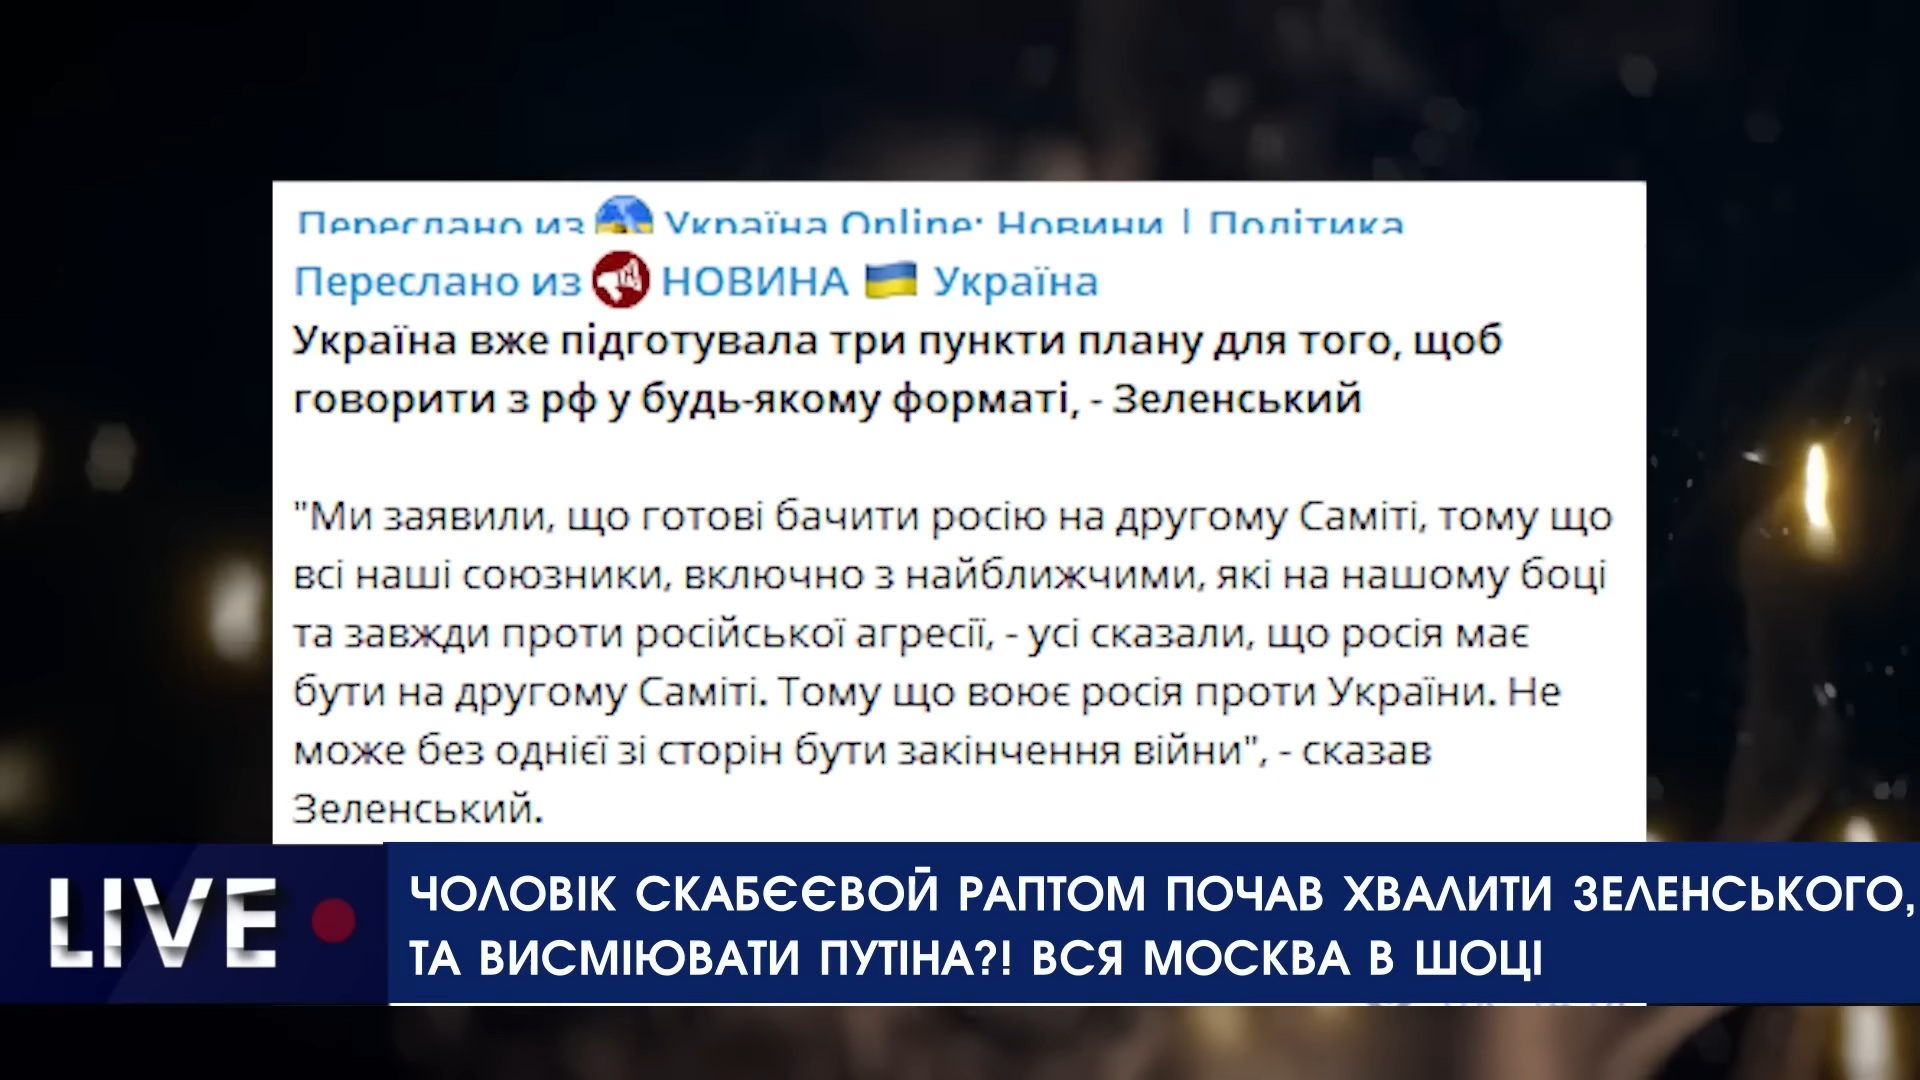 Переслано из Україна Online: Новини | Політика
Переслано из НОВИНА Україна
Україна вже підготувала три пункти плану для того, щоб
говорити з рф у будь-якому форматі, - Зеленський
"Ми заявили, що готові бачити росію на другому Саміті, тому що
всі наші союзники, включно з найближчими, які на нашому боці
та завжди проти російської агресії, - усі сказали, що росія має
бути на другому Саміті. Тому що воює росія проти України. Не
може без однієї зі сторін бути закінчення війни", - сказав
Зеленський.
LIVE
ЧОЛОВІК СКАБЄЄВОЙ РАПТОМ ПОЧАВ ХВАЛИТИ ЗЕЛЕНСЬКОГО,
ТА ВИСМІЮВАТИ ПУТІНА?! ВСЯ МОСКВА В ШОЦІ